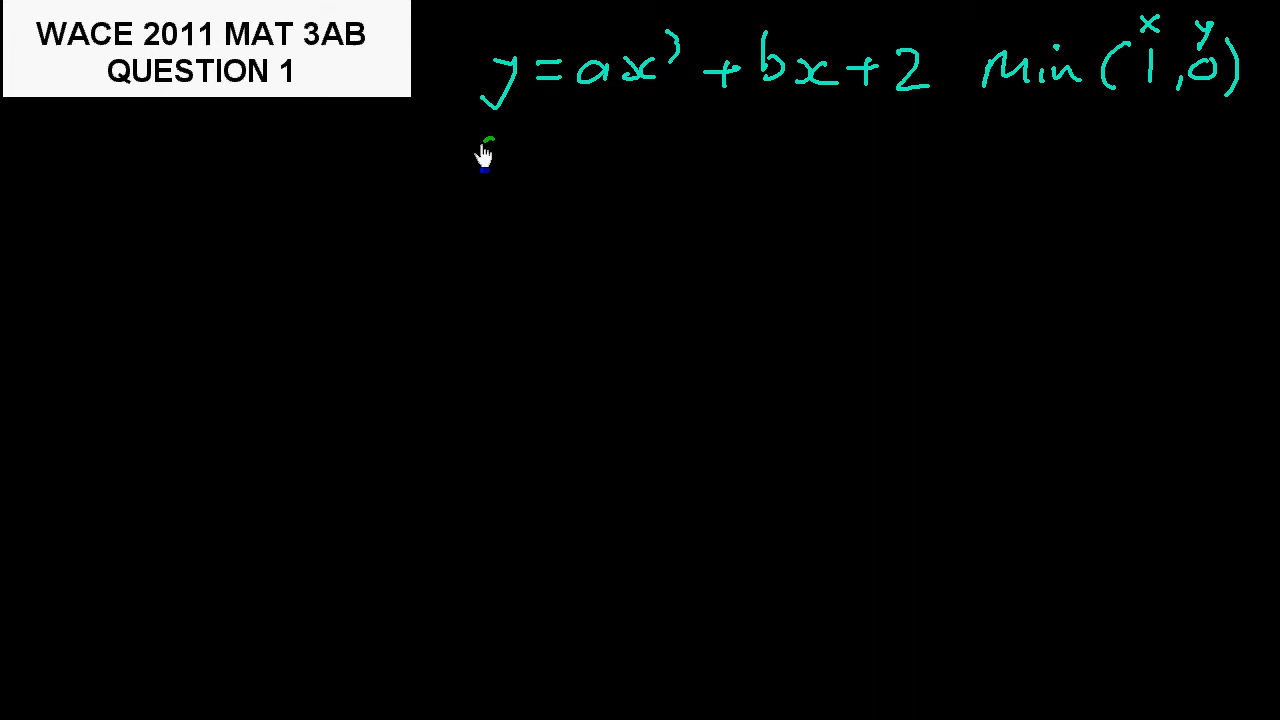 WACE 2011 MAT 3AB
QUESTION 1
x y
y = ax³ + bx + 2 Min (1, 0)